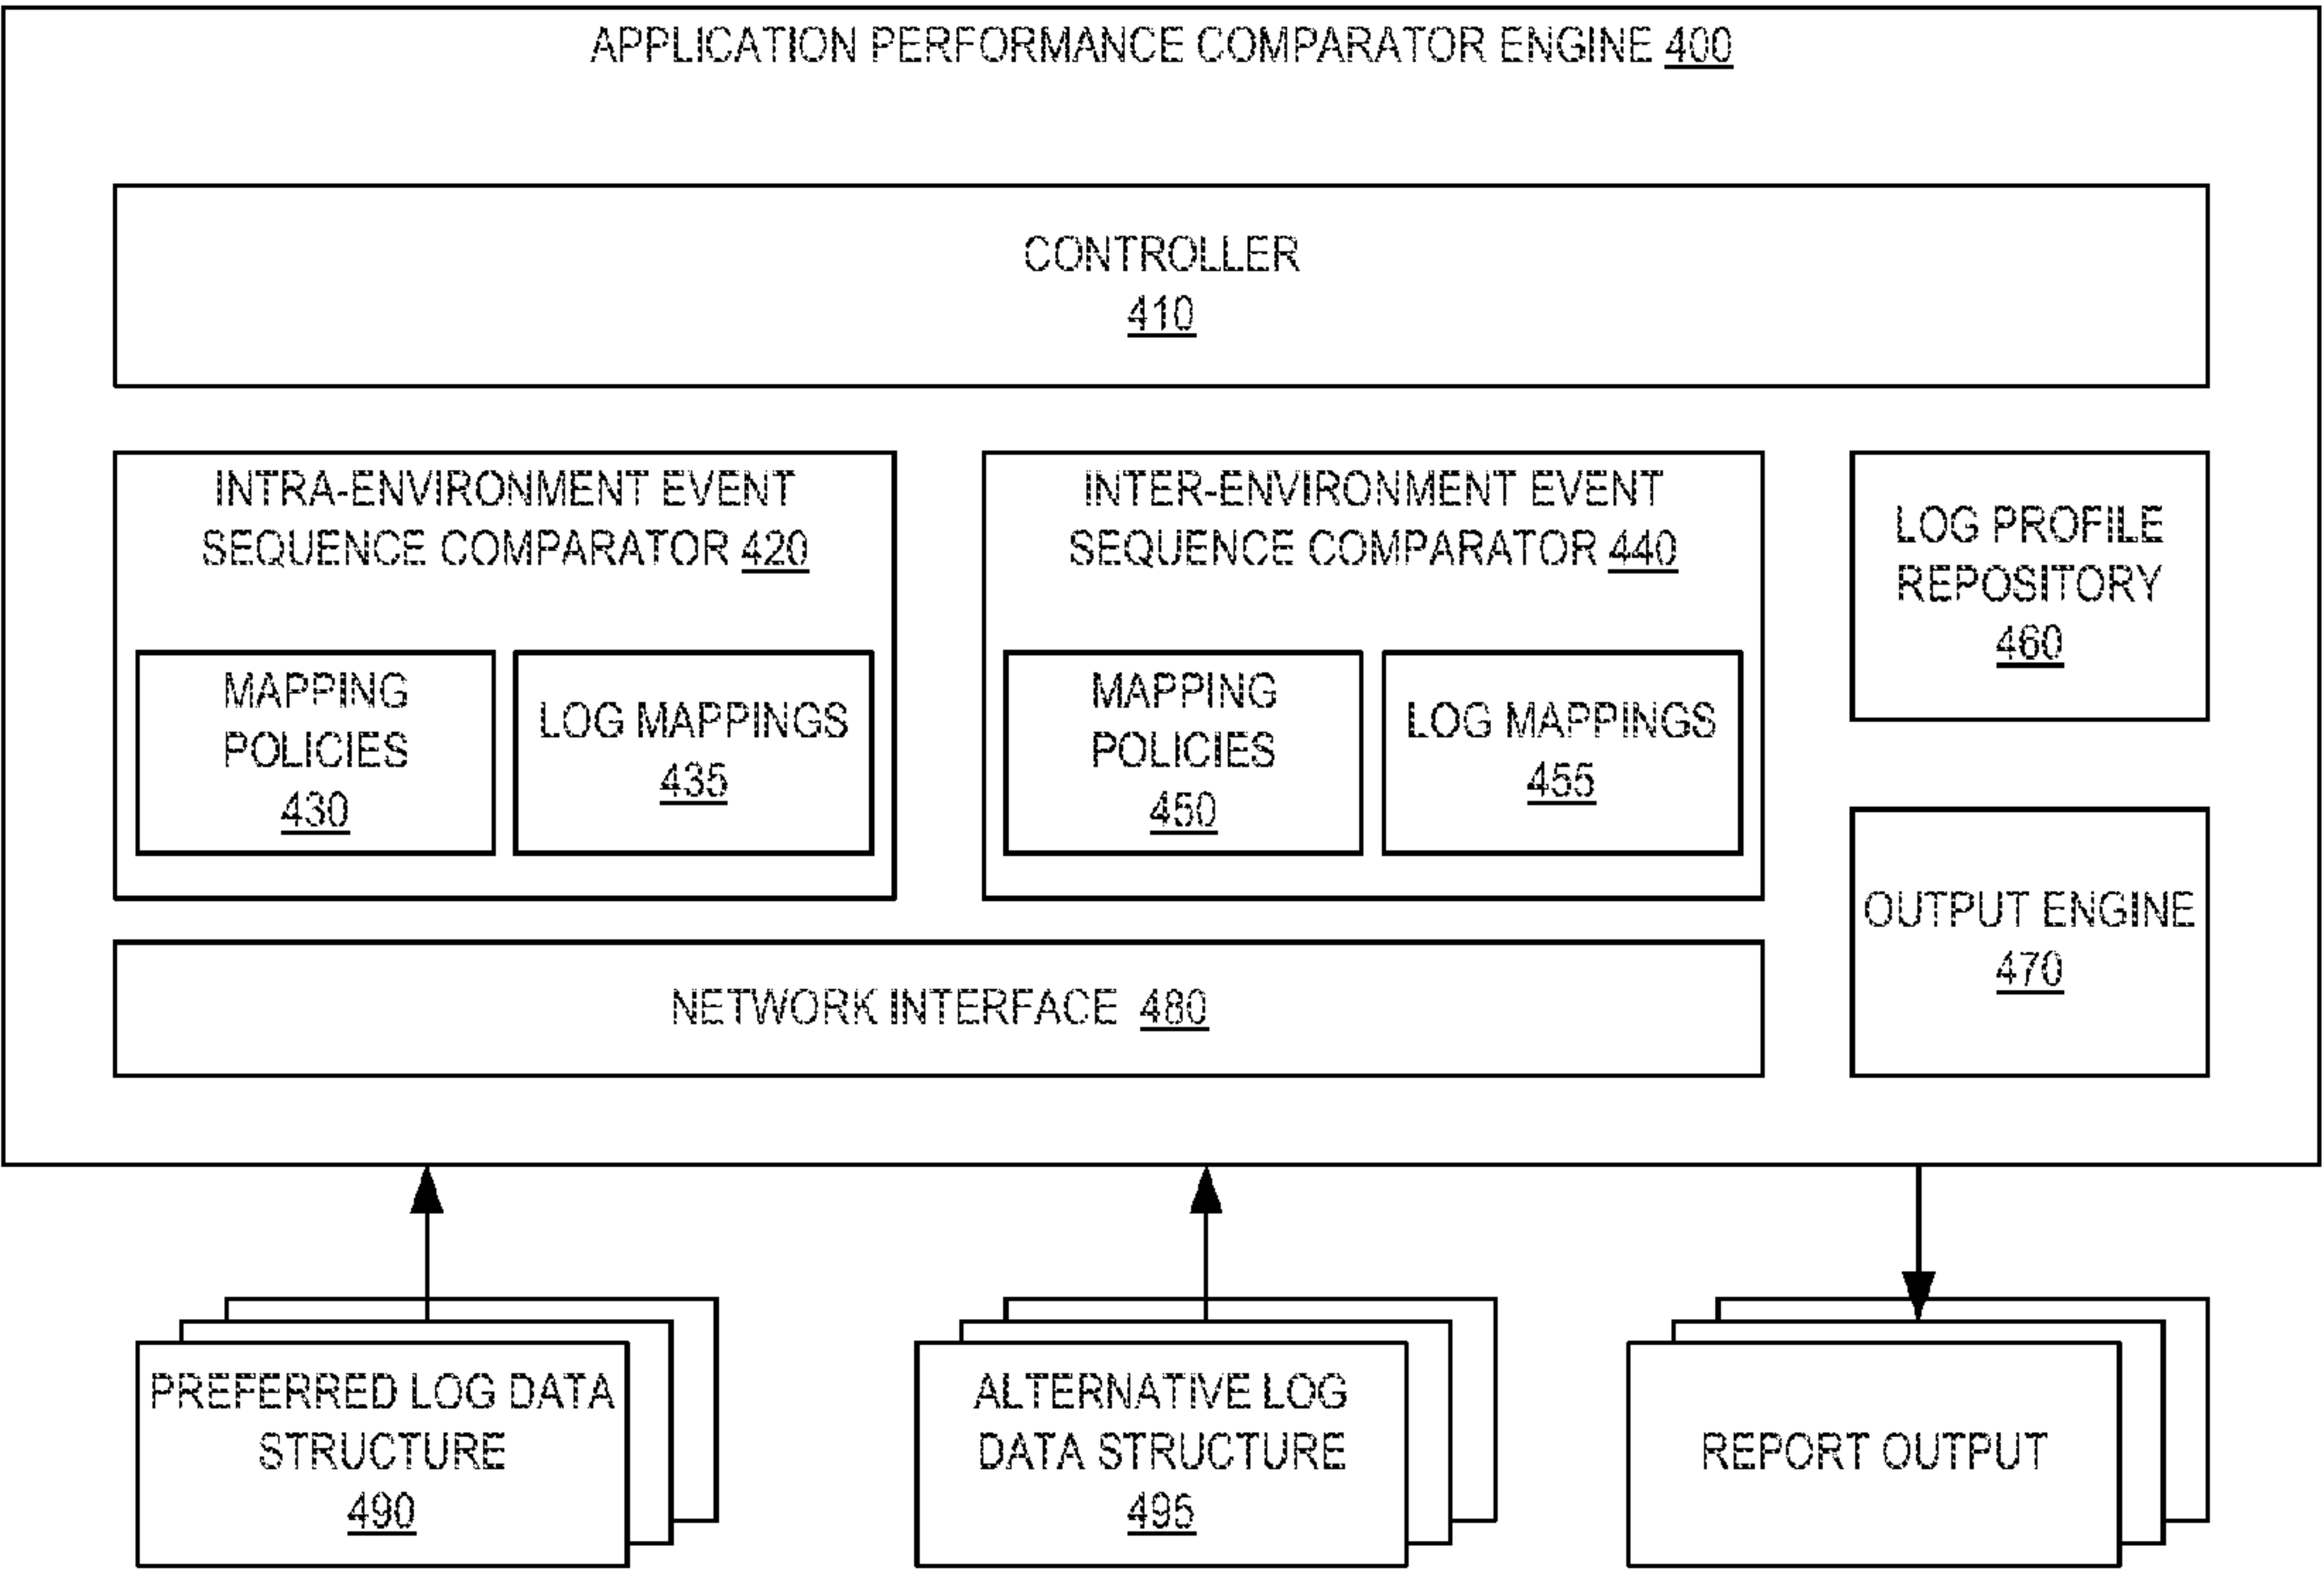 APPLICATION PERFORMANCE COMPARATOR ENGINE 400
CONTROLLER
410
INTRA-ENVIRONMENT EVENT
SEQUENCE COMPARATOR 420
MAPPING
POLICIES
430
LOG MAPPINGS
435
INTER-ENVIRONMENT EVENT
SEQUENCE COMPARATOR 440
MAPPING
POLICIES
450
LOG MAPPINGS
455
LOG PROFILE
REPOSITORY
460
OUTPUT ENGINE
470
NETWORK INTERFACE 480
PREFERRED LOG DATA
STRUCTURE
490
ALTERNATIVE LOG
DATA STRUCTURE
495
REPORT OUTPUT